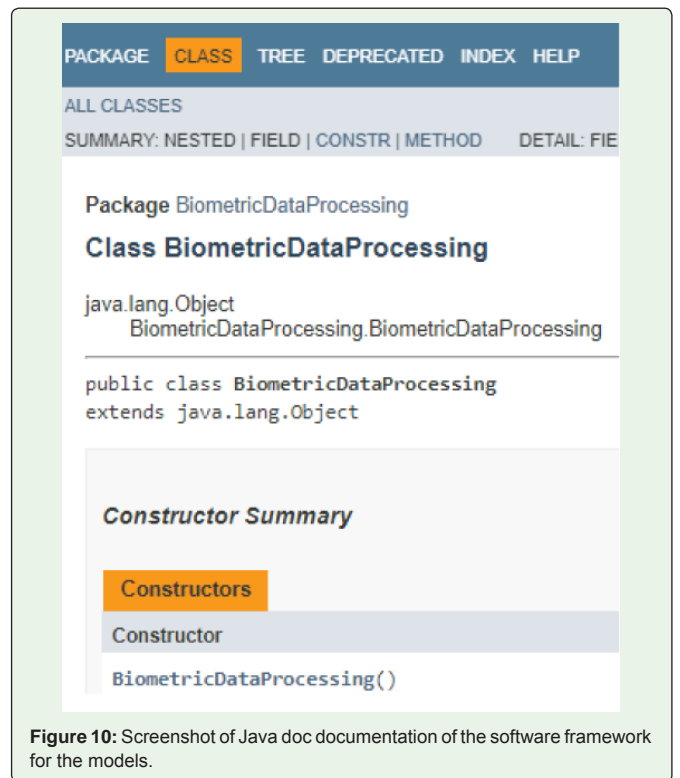 PACKAGE CLASS TREE DEPRECATED INDEX HELP
ALL CLASSES
SUMMARY: NESTED | FIELD | CONSTR | METHOD DETAIL: FIE
Package BiometricDataProcessing
Class BiometricDataProcessing
java.lang.Object
BiometricDataProcessing.BiometricDataProcessing
public class BiometricDataProcessing
extends java.lang.Object
Constructor Summary
Constructors
Constructor
BiometricDataProcessing()
Figure 10: Screenshot of Java doc documentation of the software framework
for the models.